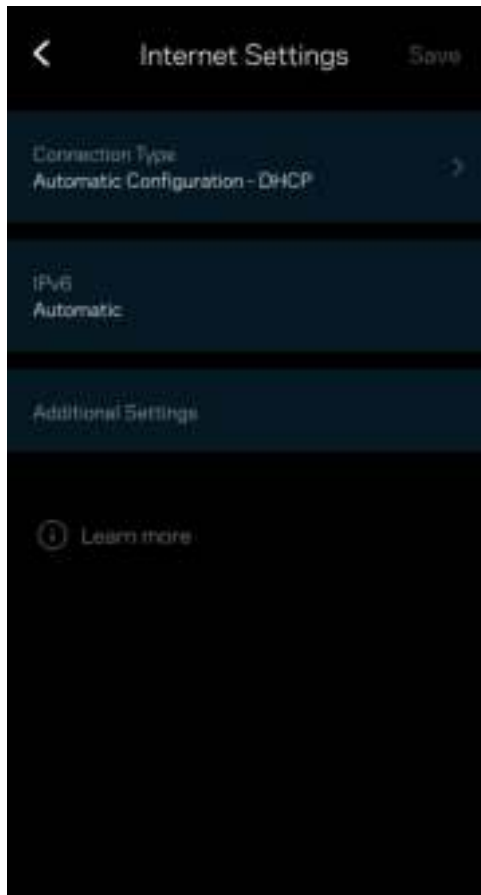 Internet Settings
Save
Connection Type
Automatic Configuration - DHCP
IPv6
Automatic
Additional Settings
Learn more